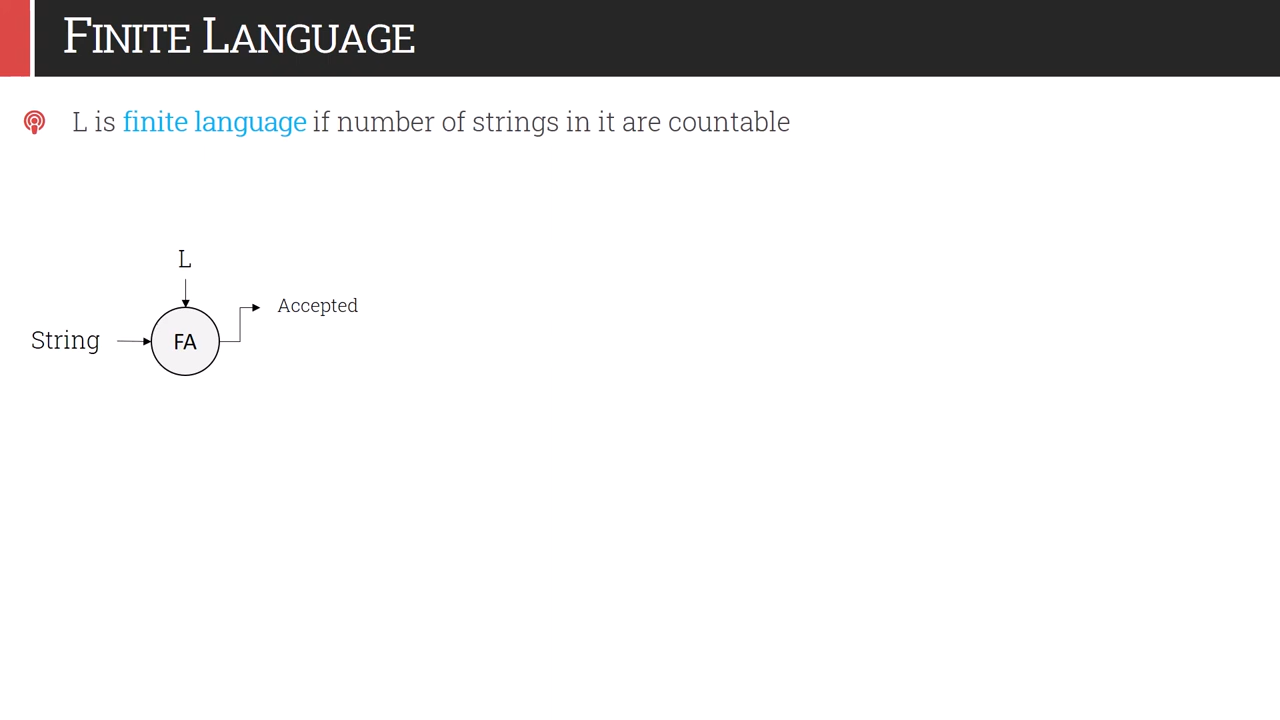 FINITE LANGUAGE
L is finite language if number of strings in it are countable
L
Accepted
String
FA